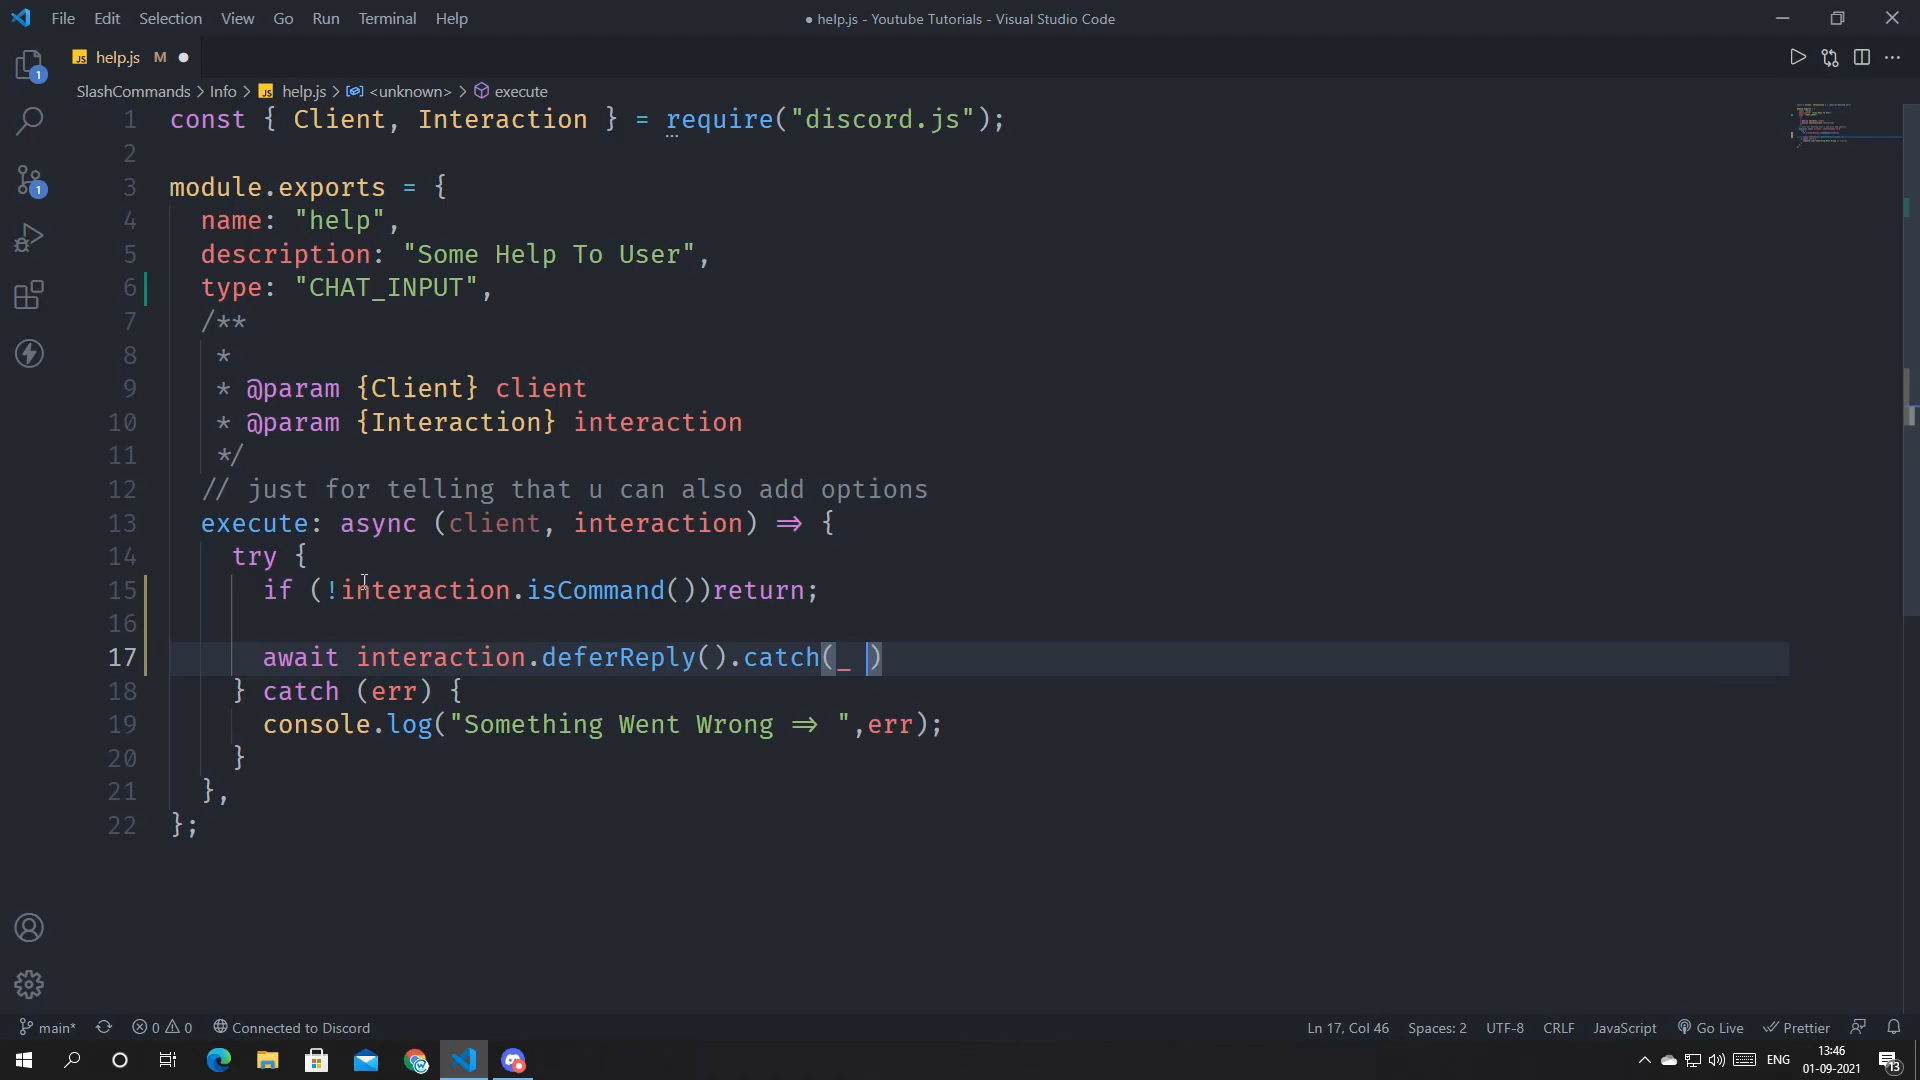 File Edit Selection View Go Run Terminal Help
● help.js - Youtube Tutorials - Visual Studio Code
JS help.js M ●
SlashCommands > Info > JS help.js > <unknown> > execute
1 const { Client, Interaction } = require("discord.js");
2
3 module.exports = {
4 name: "help",
5 description: "Some Help To User",
6 type: "CHAT_INPUT",
7 /**
8 *
9 * @param {Client} client
10 * @param {Interaction} interaction
11 */
12 // just for telling that u can also add options
13 execute: async (client, interaction) => {
14 try {
15 if (!interaction.isCommand())return;
16
17 await interaction.deferReply().catch(_ )
18 } catch (err) {
19 console.log("Something Went Wrong => ",err);
20 }
21 },
22 };
1
1
main* 0 0 Connected to Discord
Ln 17, Col 46 Spaces: 2 UTF-8 CRLF JavaScript Go Live Prettier
ENG
13:46
01-09-2021
13